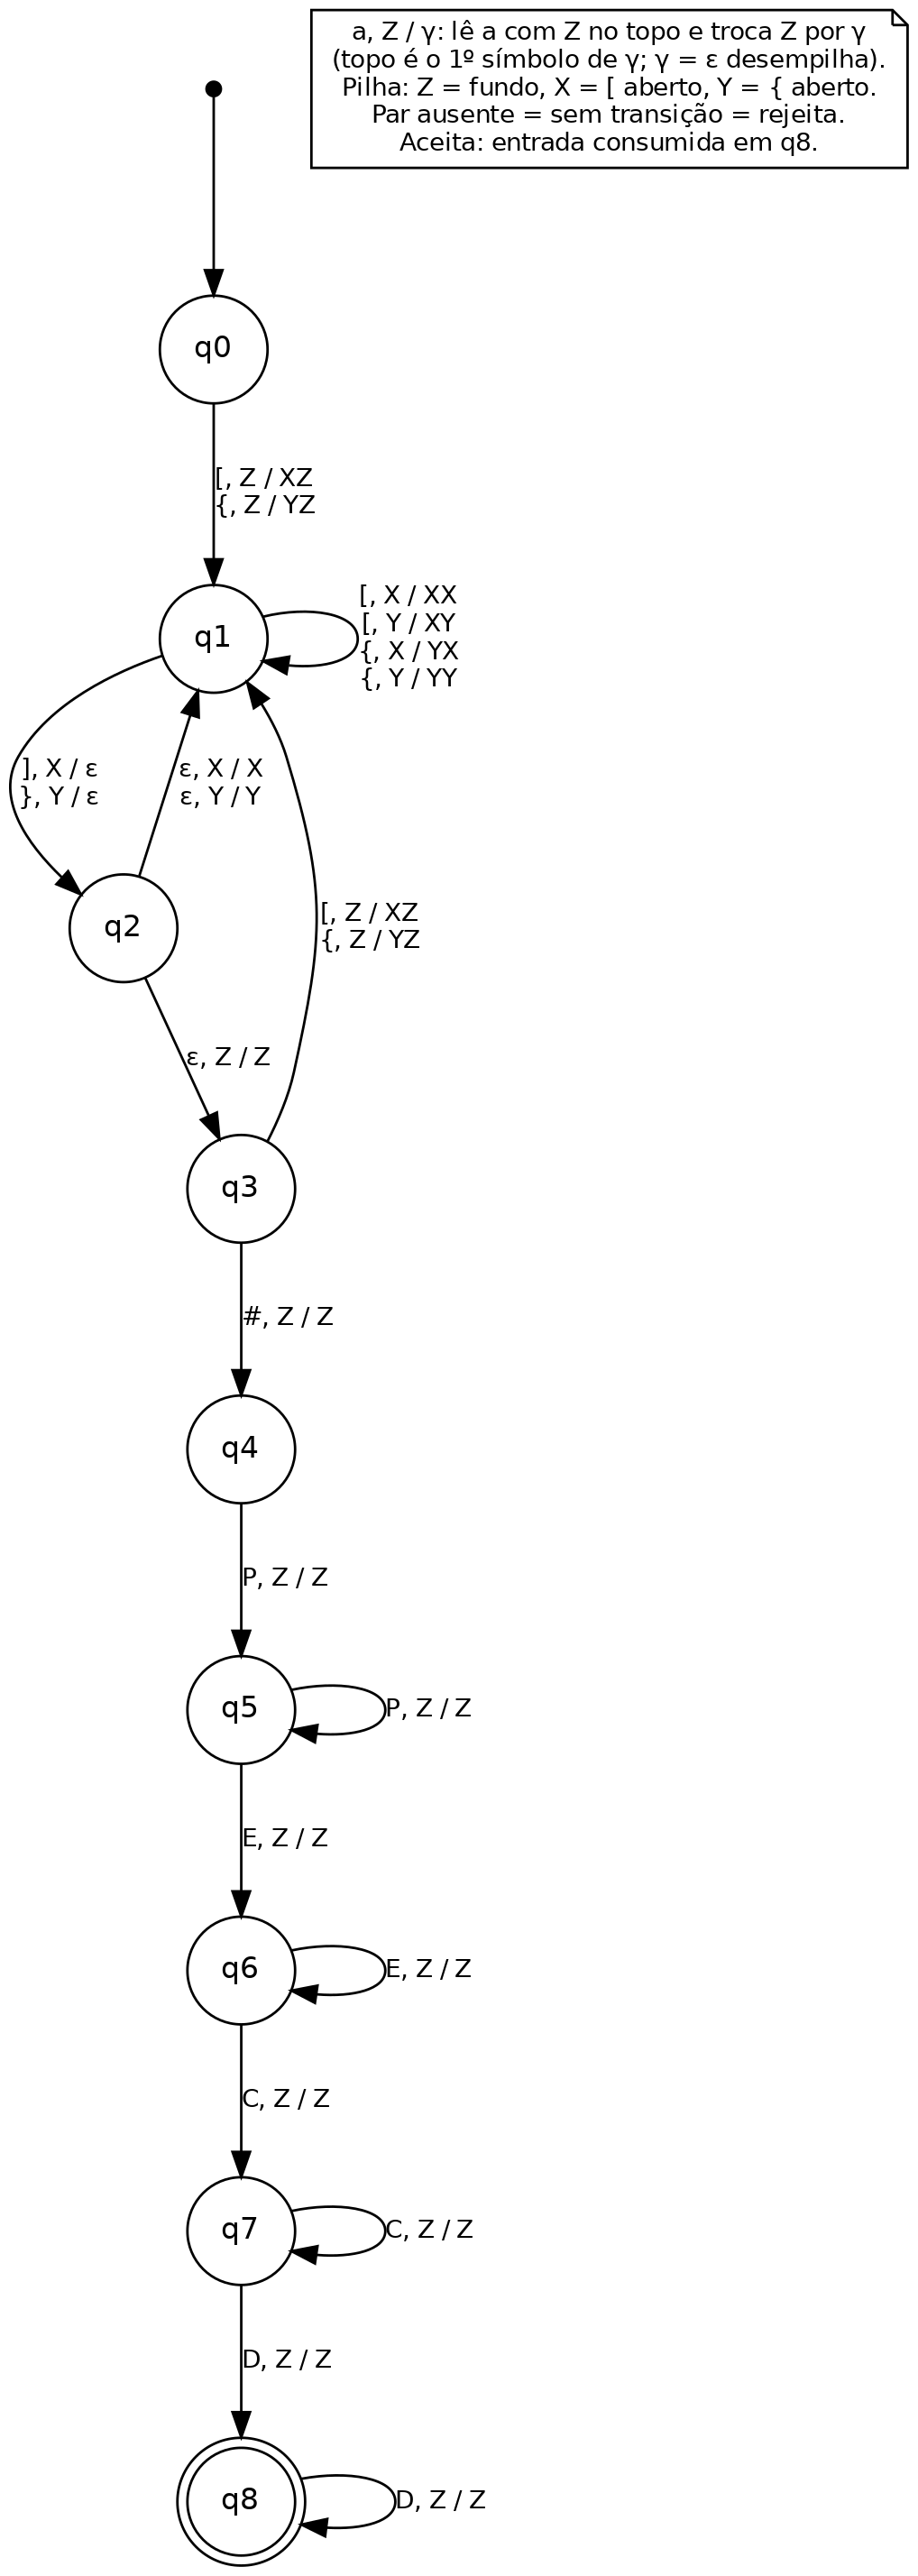 a, Z / γ: lê a com Z no topo e troca Z por γ
(topo é o 1º símbolo de γ; γ = ε desempilha).
Pilha: Z = fundo, X = [ aberto, Y = { aberto.
Par ausente = sem transição = rejeita.
Aceita: entrada consumida em q8.
q0
[, Z / XZ
{, Z / YZ
q1
[, X / XX
[, Y / XY
{, X / YX
{, Y / YY
], X / ε
}, Y / ε
ε, X / X
ε, Y / Y
q2
[, Z / XZ
{, Z / YZ
ε, Z / Z
q3
#, Z / Z
q4
P, Z / Z
q5
P, Z / Z
E, Z / Z
q6
E, Z / Z
C, Z / Z
q7
C, Z / Z
D, Z / Z
q8
D, Z / Z